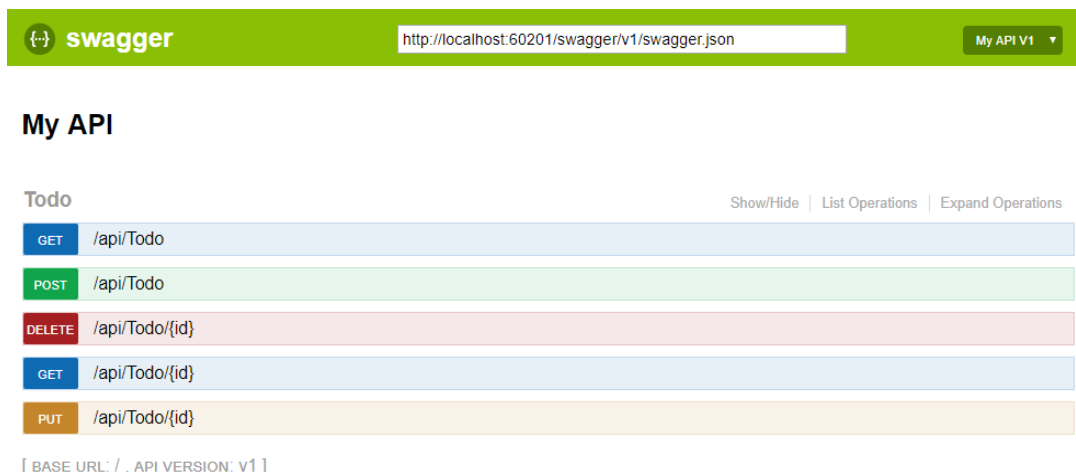 {··} swagger http://localhost:60201/swagger/v1/swagger.json My API V1 ▼
My API
Todo Show/Hide List Operations Expand Operations
GET /api/Todo
POST /api/Todo
DELETE /api/Todo/{id}
GET /api/Todo/{id}
PUT /api/Todo/{id}
[ BASE URL: / , API VERSION: V1 ]